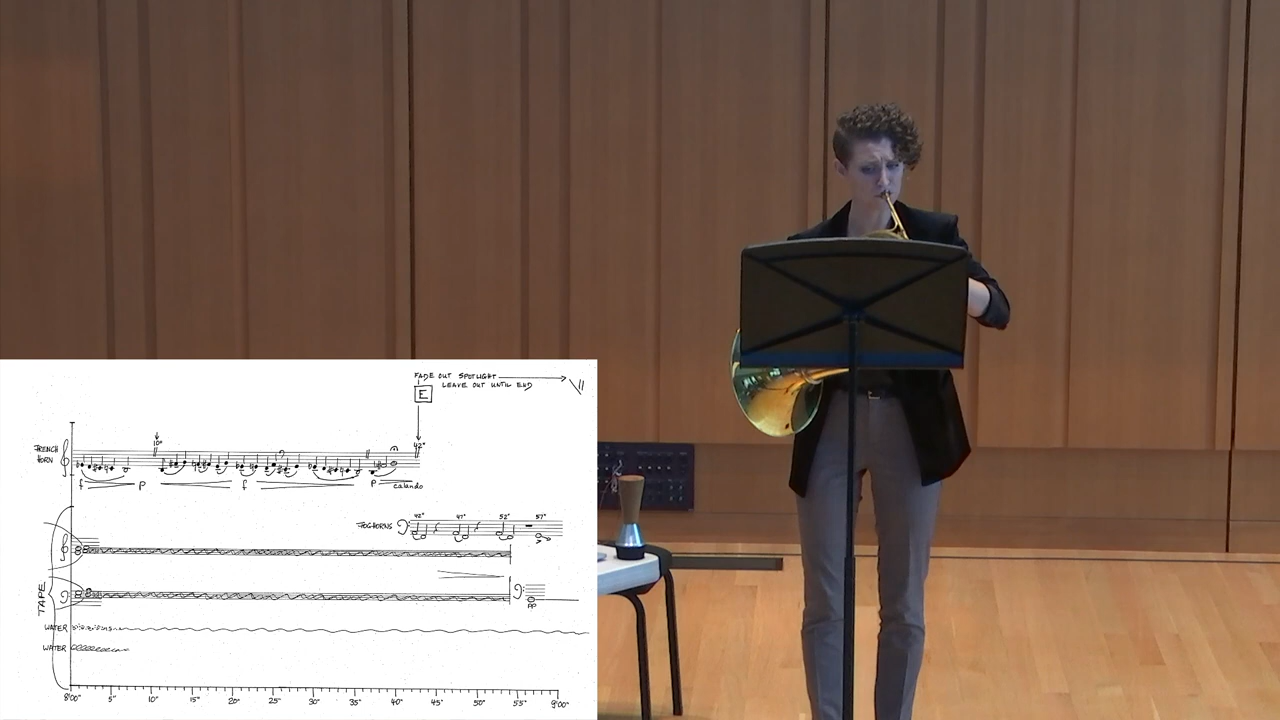 FADE OUT SPOTLIGHT
LEAVE OUT UNTIL END
E
10"
42"
FRENCH
HORN
f
p
f
p
calando
FOGHORNS
42"
47"
52"
57"
TAPE
pp
WATER
WATER
8'00"
5"
10"
15"
20"
25"
30"
35"
40"
45"
50"
55"
9'00"